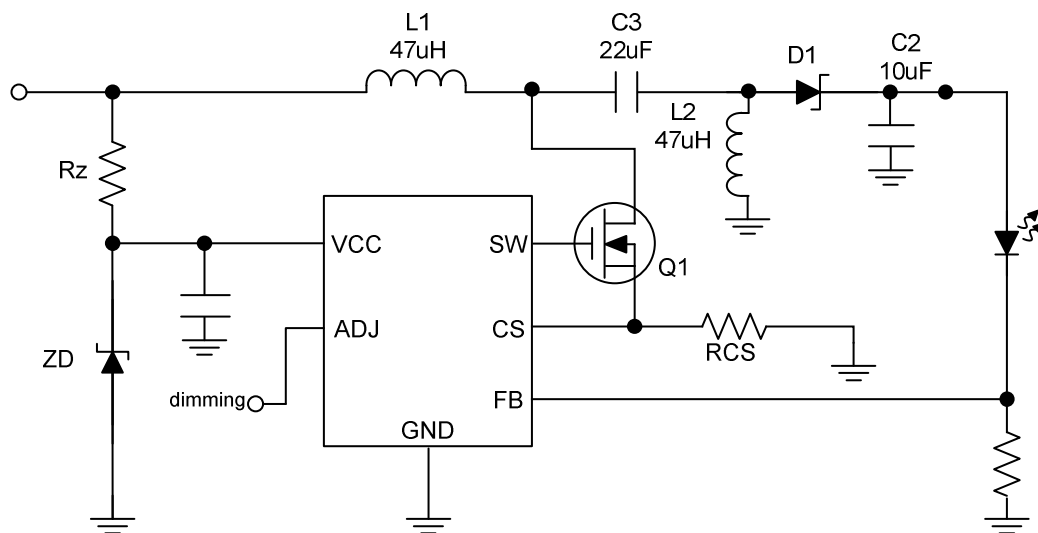 L1
47uH
C3
22uF
D1
C2
10uF
L2
47uH
Rz
VCC
SW
Q1
ADJ
CS
RCS
ZD
dimming
FB
GND